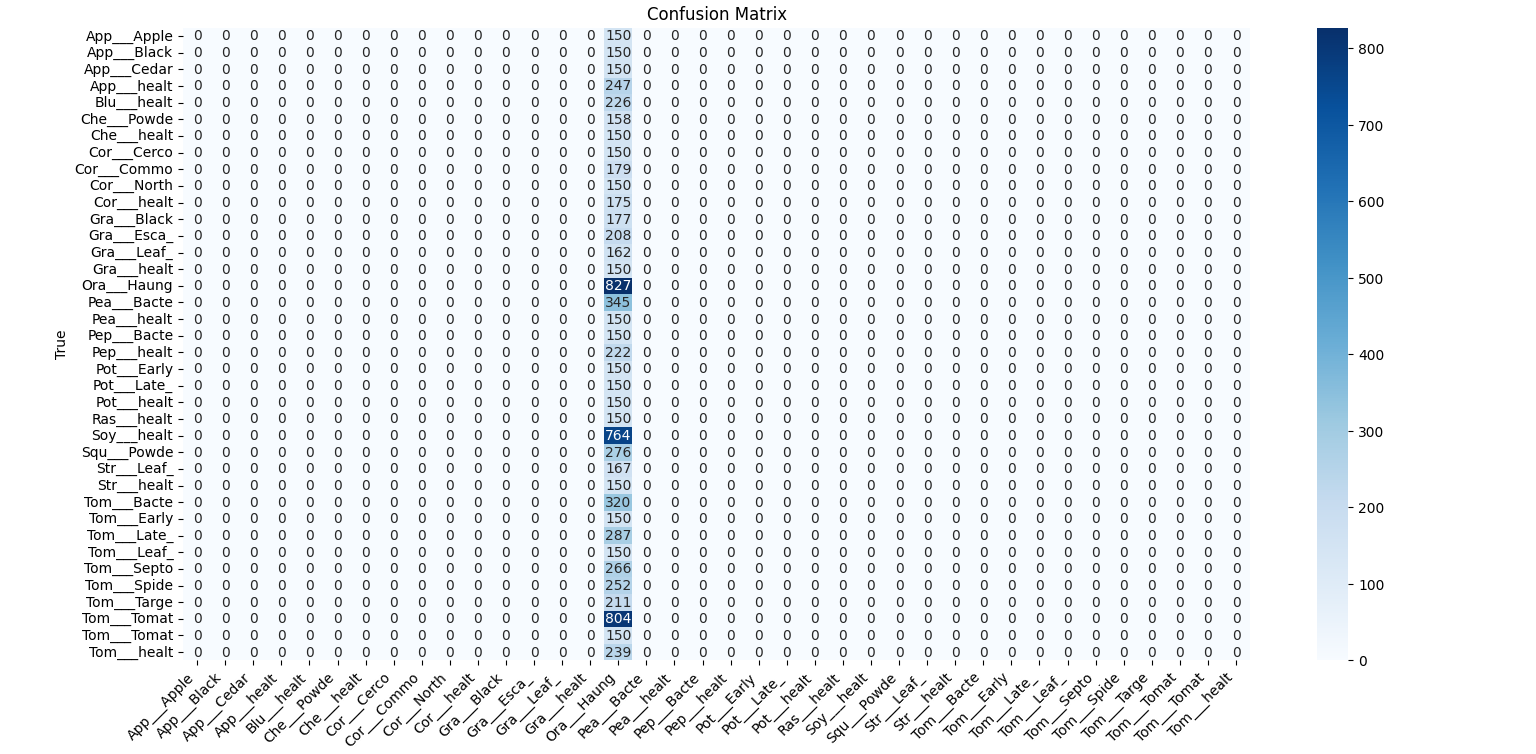 Confusion Matrix
True
App___Apple 0 0 0 0 0 0 0 0 0 0 0 0 0 0 0 150 0 0 0 0 0 0 0 0 0 0 0 0 0 0 0 0 0 0 0 0 0 0
App___Black 0 0 0 0 0 0 0 0 0 0 0 0 0 0 0 150 0 0 0 0 0 0 0 0 0 0 0 0 0 0 0 0 0 0 0 0 0 0
App___Cedar 0 0 0 0 0 0 0 0 0 0 0 0 0 0 0 150 0 0 0 0 0 0 0 0 0 0 0 0 0 0 0 0 0 0 0 0 0 0
App___healt 0 0 0 0 0 0 0 0 0 0 0 0 0 0 0 247 0 0 0 0 0 0 0 0 0 0 0 0 0 0 0 0 0 0 0 0 0 0
Blu___healt 0 0 0 0 0 0 0 0 0 0 0 0 0 0 0 226 0 0 0 0 0 0 0 0 0 0 0 0 0 0 0 0 0 0 0 0 0 0
Che___Powde 0 0 0 0 0 0 0 0 0 0 0 0 0 0 0 158 0 0 0 0 0 0 0 0 0 0 0 0 0 0 0 0 0 0 0 0 0 0
Che___healt 0 0 0 0 0 0 0 0 0 0 0 0 0 0 0 150 0 0 0 0 0 0 0 0 0 0 0 0 0 0 0 0 0 0 0 0 0 0
Cor___Cerco 0 0 0 0 0 0 0 0 0 0 0 0 0 0 0 150 0 0 0 0 0 0 0 0 0 0 0 0 0 0 0 0 0 0 0 0 0 0
Cor___Commo 0 0 0 0 0 0 0 0 0 0 0 0 0 0 0 179 0 0 0 0 0 0 0 0 0 0 0 0 0 0 0 0 0 0 0 0 0 0
Cor___North 0 0 0 0 0 0 0 0 0 0 0 0 0 0 0 150 0 0 0 0 0 0 0 0 0 0 0 0 0 0 0 0 0 0 0 0 0 0
Cor___healt 0 0 0 0 0 0 0 0 0 0 0 0 0 0 0 175 0 0 0 0 0 0 0 0 0 0 0 0 0 0 0 0 0 0 0 0 0 0
Gra___Black 0 0 0 0 0 0 0 0 0 0 0 0 0 0 0 177 0 0 0 0 0 0 0 0 0 0 0 0 0 0 0 0 0 0 0 0 0 0
Gra___Esca_ 0 0 0 0 0 0 0 0 0 0 0 0 0 0 0 208 0 0 0 0 0 0 0 0 0 0 0 0 0 0 0 0 0 0 0 0 0 0
Gra___Leaf_ 0 0 0 0 0 0 0 0 0 0 0 0 0 0 0 162 0 0 0 0 0 0 0 0 0 0 0 0 0 0 0 0 0 0 0 0 0 0
Gra___healt 0 0 0 0 0 0 0 0 0 0 0 0 0 0 0 150 0 0 0 0 0 0 0 0 0 0 0 0 0 0 0 0 0 0 0 0 0 0
Ora___Haung 0 0 0 0 0 0 0 0 0 0 0 0 0 0 0 827 0 0 0 0 0 0 0 0 0 0 0 0 0 0 0 0 0 0 0 0 0 0
Pea___Bacte 0 0 0 0 0 0 0 0 0 0 0 0 0 0 0 345 0 0 0 0 0 0 0 0 0 0 0 0 0 0 0 0 0 0 0 0 0 0
Pea___healt 0 0 0 0 0 0 0 0 0 0 0 0 0 0 0 150 0 0 0 0 0 0 0 0 0 0 0 0 0 0 0 0 0 0 0 0 0 0
Pep___Bacte 0 0 0 0 0 0 0 0 0 0 0 0 0 0 0 150 0 0 0 0 0 0 0 0 0 0 0 0 0 0 0 0 0 0 0 0 0 0
Pep___healt 0 0 0 0 0 0 0 0 0 0 0 0 0 0 0 222 0 0 0 0 0 0 0 0 0 0 0 0 0 0 0 0 0 0 0 0 0 0
Pot___Early 0 0 0 0 0 0 0 0 0 0 0 0 0 0 0 150 0 0 0 0 0 0 0 0 0 0 0 0 0 0 0 0 0 0 0 0 0 0
Pot___Late_ 0 0 0 0 0 0 0 0 0 0 0 0 0 0 0 150 0 0 0 0 0 0 0 0 0 0 0 0 0 0 0 0 0 0 0 0 0 0
Pot___healt 0 0 0 0 0 0 0 0 0 0 0 0 0 0 0 150 0 0 0 0 0 0 0 0 0 0 0 0 0 0 0 0 0 0 0 0 0 0
Ras___healt 0 0 0 0 0 0 0 0 0 0 0 0 0 0 0 150 0 0 0 0 0 0 0 0 0 0 0 0 0 0 0 0 0 0 0 0 0 0
Soy___healt 0 0 0 0 0 0 0 0 0 0 0 0 0 0 0 764 0 0 0 0 0 0 0 0 0 0 0 0 0 0 0 0 0 0 0 0 0 0
Squ___Powde 0 0 0 0 0 0 0 0 0 0 0 0 0 0 0 276 0 0 0 0 0 0 0 0 0 0 0 0 0 0 0 0 0 0 0 0 0 0
Str___Leaf_ 0 0 0 0 0 0 0 0 0 0 0 0 0 0 0 167 0 0 0 0 0 0 0 0 0 0 0 0 0 0 0 0 0 0 0 0 0 0
Str___healt 0 0 0 0 0 0 0 0 0 0 0 0 0 0 0 150 0 0 0 0 0 0 0 0 0 0 0 0 0 0 0 0 0 0 0 0 0 0
Tom___Bacte 0 0 0 0 0 0 0 0 0 0 0 0 0 0 0 320 0 0 0 0 0 0 0 0 0 0 0 0 0 0 0 0 0 0 0 0 0 0
Tom___Early 0 0 0 0 0 0 0 0 0 0 0 0 0 0 0 150 0 0 0 0 0 0 0 0 0 0 0 0 0 0 0 0 0 0 0 0 0 0
Tom___Late_ 0 0 0 0 0 0 0 0 0 0 0 0 0 0 0 287 0 0 0 0 0 0 0 0 0 0 0 0 0 0 0 0 0 0 0 0 0 0
Tom___Leaf_ 0 0 0 0 0 0 0 0 0 0 0 0 0 0 0 150 0 0 0 0 0 0 0 0 0 0 0 0 0 0 0 0 0 0 0 0 0 0
Tom___Septo 0 0 0 0 0 0 0 0 0 0 0 0 0 0 0 266 0 0 0 0 0 0 0 0 0 0 0 0 0 0 0 0 0 0 0 0 0 0
Tom___Spide 0 0 0 0 0 0 0 0 0 0 0 0 0 0 0 252 0 0 0 0 0 0 0 0 0 0 0 0 0 0 0 0 0 0 0 0 0 0
Tom___Targe 0 0 0 0 0 0 0 0 0 0 0 0 0 0 0 211 0 0 0 0 0 0 0 0 0 0 0 0 0 0 0 0 0 0 0 0 0 0
Tom___Tomat 0 0 0 0 0 0 0 0 0 0 0 0 0 0 0 804 0 0 0 0 0 0 0 0 0 0 0 0 0 0 0 0 0 0 0 0 0 0
Tom___Tomat 0 0 0 0 0 0 0 0 0 0 0 0 0 0 0 150 0 0 0 0 0 0 0 0 0 0 0 0 0 0 0 0 0 0 0 0 0 0
Tom___healt 0 0 0 0 0 0 0 0 0 0 0 0 0 0 0 239 0 0 0 0 0 0 0 0 0 0 0 0 0 0 0 0 0 0 0 0 0 0
App___Apple
App___Black
App___Cedar
App___healt
Blu___healt
Che___Powde
Che___healt
Cor___Cerco
Cor___Commo
Cor___North
Cor___healt
Gra___Black
Gra___Esca_
Gra___Leaf_
Gra___healt
Ora___Haung
Pea___Bacte
Pea___healt
Pep___Bacte
Pep___healt
Pot___Early
Pot___Late_
Pot___healt
Ras___healt
Soy___healt
Squ___Powde
Str___Leaf_
Str___healt
Tom___Bacte
Tom___Early
Tom___Late_
Tom___Leaf_
Tom___Septo
Tom___Spide
Tom___Targe
Tom___Tomat
Tom___Tomat
Tom___healt
800
700
600
500
400
300
200
100
0